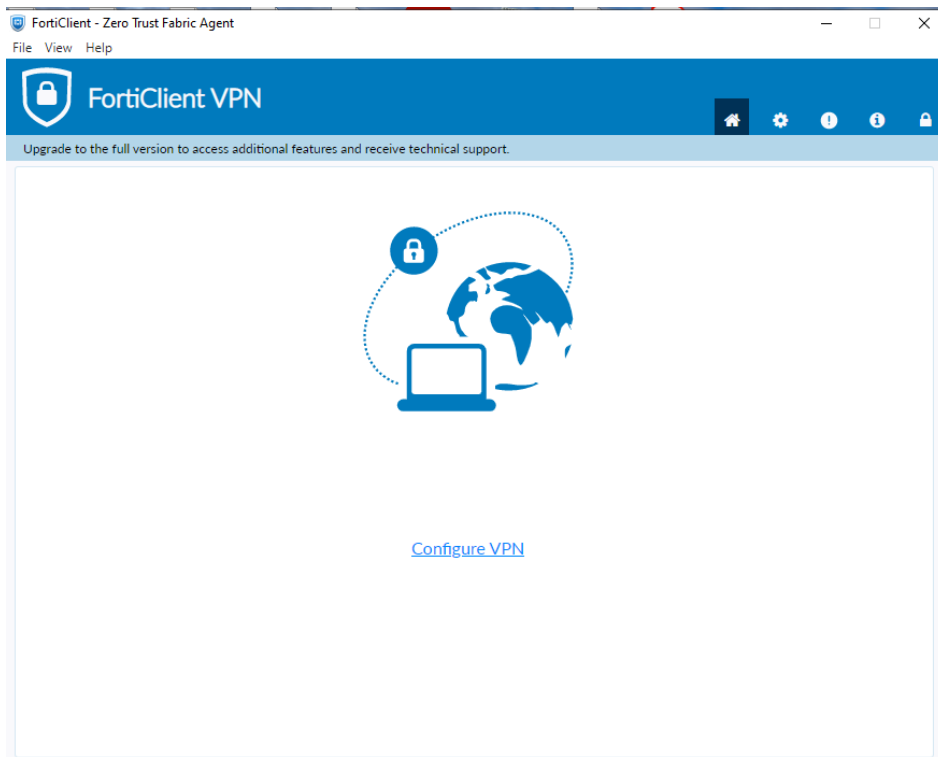 FortiClient - Zero Trust Fabric Agent
File View Help
FortiClient VPN
Upgrade to the full version to access additional features and receive technical support.
Configure VPN